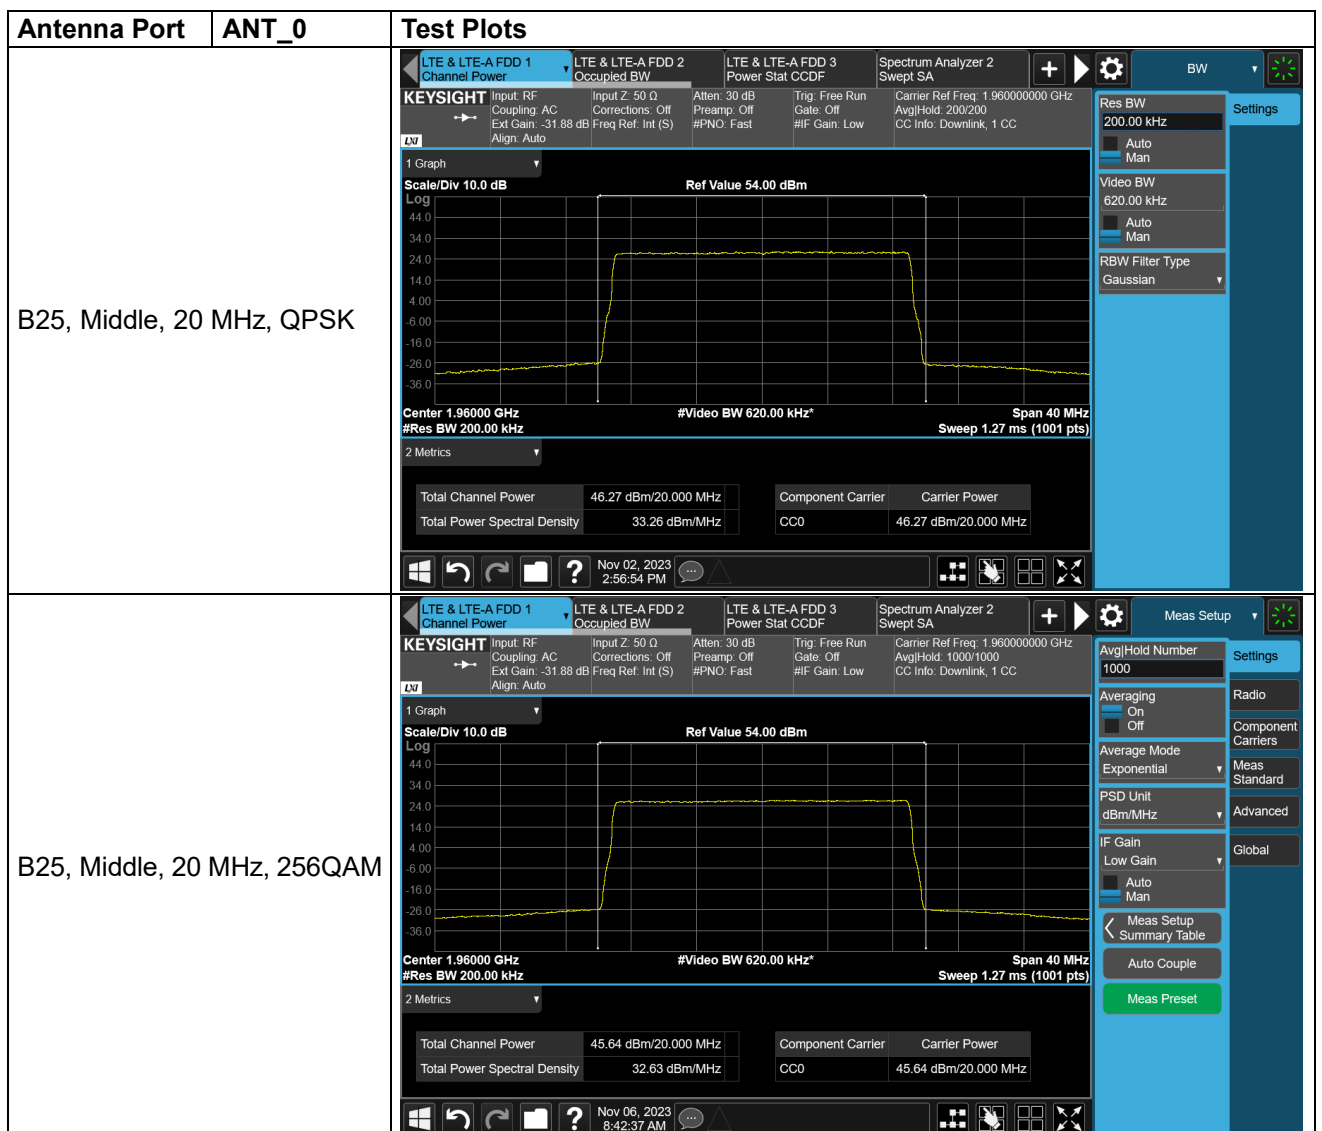 Antenna Port ANT_0 Test Plots
B25, Middle, 20 MHz, QPSK
LTE & LTE-A FDD 1 LTE & LTE-A FDD 2 LTE & LTE-A FDD 3 Spectrum Analyzer 2 + BW
Channel Power Occupied BW Power Stat CCDF Swept SA
KEYSIGHT Input: RF Input Z: 50 Ω Atten: 30 dB Trig: Free Run Carrier Ref Freq: 1.960000000 GHz
Coupling: AC Corrections: Off Preamp: Off Gate: Off Avg|Hold: 200/200
Ext Gain: -31.88 dB Freq Ref: Int (S) #PNO: Fast #IF Gain: Low CC Info: Downlink, 1 CC
LXI Align: Auto
1 Graph
Scale/Div 10.0 dB Ref Value 54.00 dBm
Log
44.0
34.0
24.0
14.0
4.00
-6.00
-16.0
-26.0
-36.0
Center 1.96000 GHz #Video BW 620.00 kHz* Span 40 MHz
#Res BW 200.00 kHz Sweep 1.27 ms (1001 pts)
2 Metrics
Total Channel Power 46.27 dBm/20.000 MHz Component Carrier Carrier Power
Total Power Spectral Density 33.26 dBm/MHz CC0 46.27 dBm/20.000 MHz
? Nov 02, 2023
2:56:54 PM
Res BW Settings
200.00 kHz
Auto
Man
Video BW
620.00 kHz
Auto
Man
RBW Filter Type
Gaussian
B25, Middle, 20 MHz, 256QAM
LTE & LTE-A FDD 1 LTE & LTE-A FDD 2 LTE & LTE-A FDD 3 Spectrum Analyzer 2 + Meas Setup
Channel Power Occupied BW Power Stat CCDF Swept SA
KEYSIGHT Input: RF Input Z: 50 Ω Atten: 30 dB Trig: Free Run Carrier Ref Freq: 1.960000000 GHz
Coupling: AC Corrections: Off Preamp: Off Gate: Off Avg|Hold: 1000/1000
Ext Gain: -31.88 dB Freq Ref: Int (S) #PNO: Fast #IF Gain: Low CC Info: Downlink, 1 CC
LXI Align: Auto
1 Graph
Scale/Div 10.0 dB Ref Value 54.00 dBm
Log
44.0
34.0
24.0
14.0
4.00
-6.00
-16.0
-26.0
-36.0
Center 1.96000 GHz #Video BW 620.00 kHz* Span 40 MHz
#Res BW 200.00 kHz Sweep 1.27 ms (1001 pts)
2 Metrics
Total Channel Power 45.64 dBm/20.000 MHz Component Carrier Carrier Power
Total Power Spectral Density 32.63 dBm/MHz CC0 45.64 dBm/20.000 MHz
? Nov 06, 2023
8:42:37 AM
Avg|Hold Number
1000
Averaging
On
Off
Average Mode
Exponential
PSD Unit
dBm/MHz
IF Gain
Low Gain
Auto
Man
Meas Setup
Summary Table
Auto Couple
Meas Preset
Settings
Radio
Component
Carriers
Meas
Standard
Advanced
Global